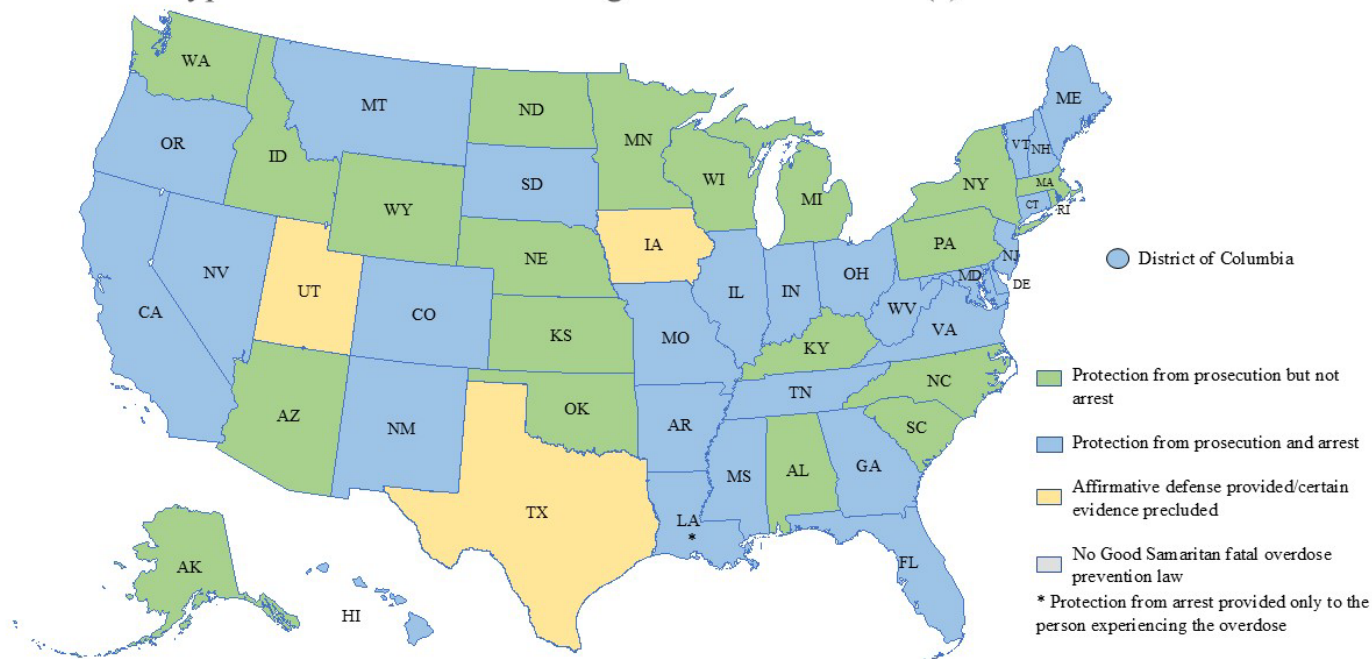 WA
MT
ND
MN
ME
OR
ID
SD
WI
VT
NH
NY
MA
CT
RI
WY
MI
IA
PA
NJ
NE
NV
UT
CO
IL
IN
OH
MD
DE
District of Columbia
CA
KS
MO
WV
VA
KY
NC
TN
AZ
NM
OK
AR
SC
MS
AL
GA
TX
LA
*
FL
AK
HI
Protection from prosecution but not
arrest
Protection from prosecution and arrest
Affirmative defense provided/certain
evidence precluded
No Good Samaritan fatal overdose
prevention law
* Protection from arrest provided only to the
person experiencing the overdose